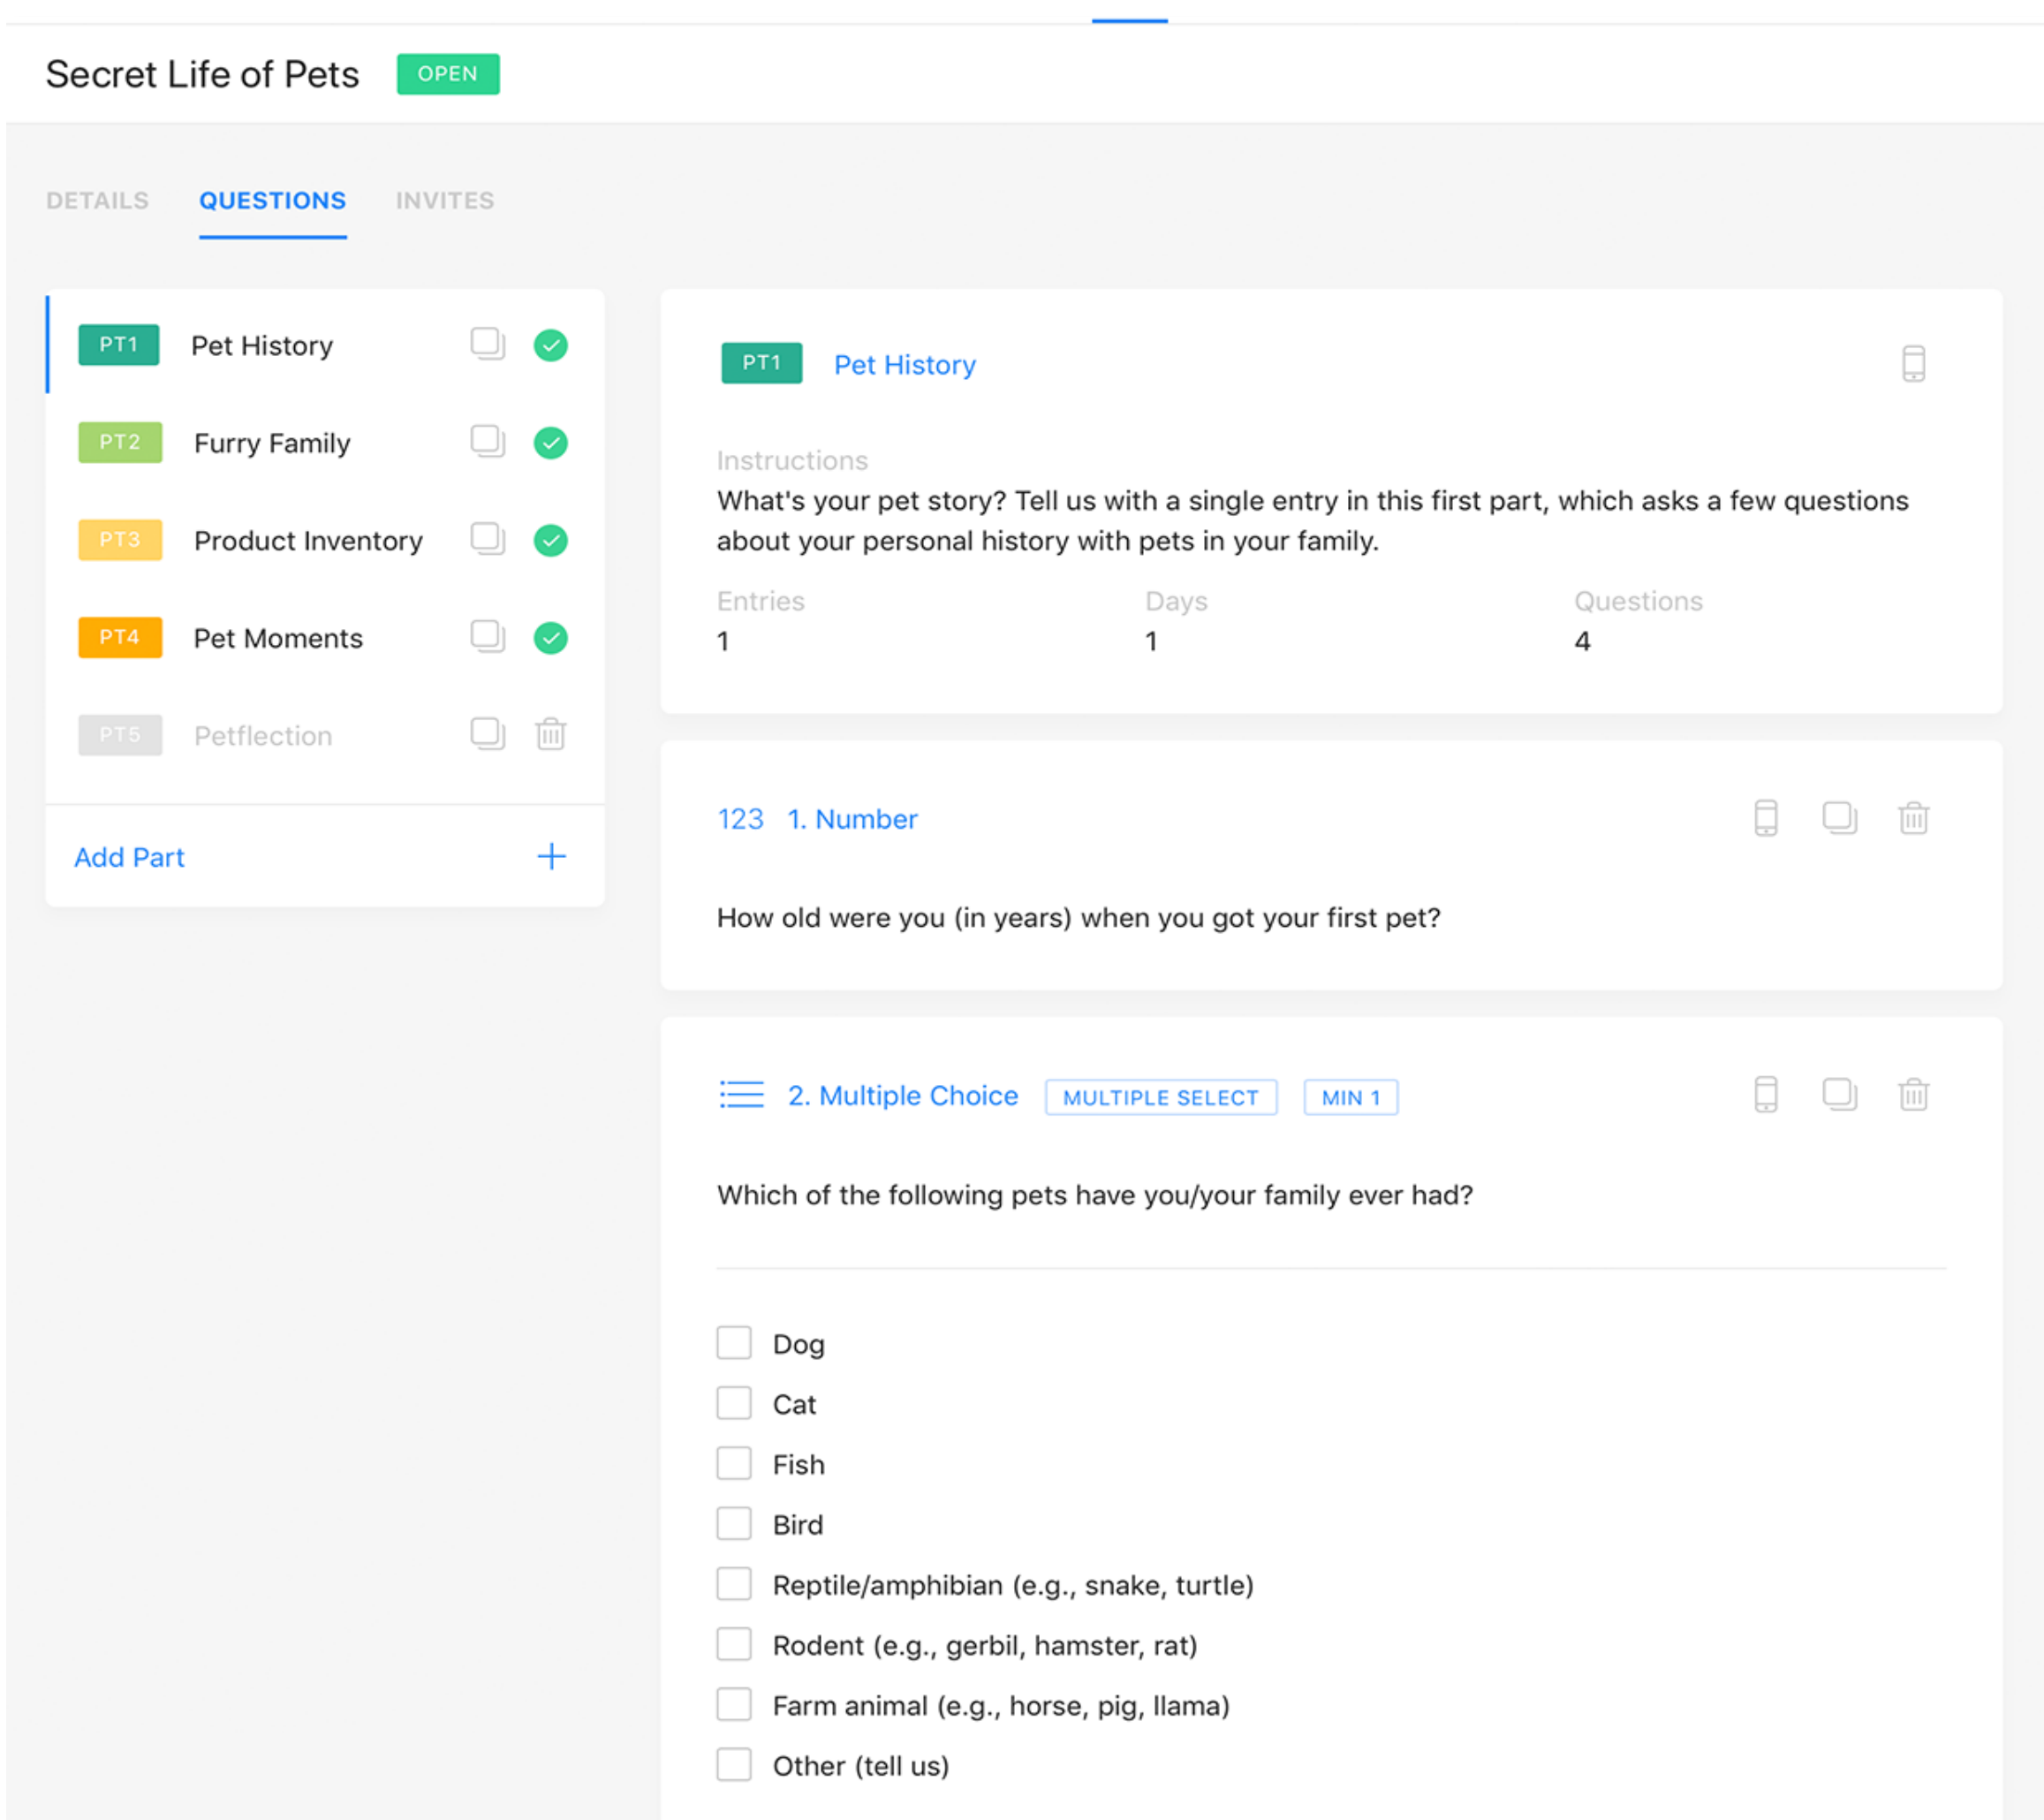 Secret Life of Pets OPEN
DETAILS QUESTIONS INVITES
PT1 Pet History
PT2 Furry Family
PT3 Product Inventory
PT4 Pet Moments
PT5 Petflection
Add Part
PT1 Pet History
Instructions
What's your pet story? Tell us with a single entry in this first part, which asks a few questions
about your personal history with pets in your family.
Entries Days Questions
1 1 4
123 1. Number
How old were you (in years) when you got your first pet?
2. Multiple Choice MULTIPLE SELECT MIN 1
Which of the following pets have you/your family ever had?
Dog
Cat
Fish
Bird
Reptile/amphibian (e.g., snake, turtle)
Rodent (e.g., gerbil, hamster, rat)
Farm animal (e.g., horse, pig, llama)
Other (tell us)